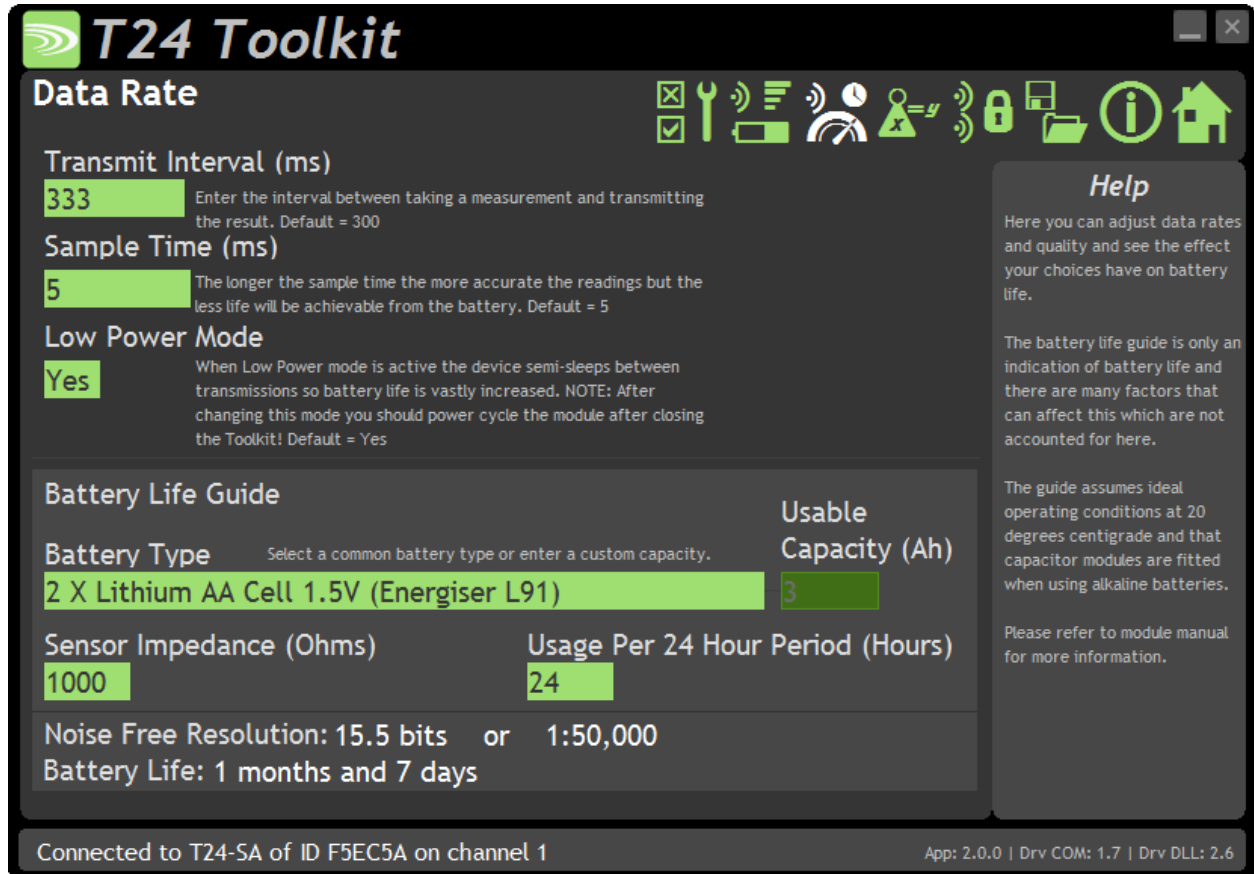 T24 Toolkit
Data Rate
Transmit Interval (ms)
333
Enter the interval between taking a measurement and transmitting
the result. Default = 300
Sample Time (ms)
5
The longer the sample time the more accurate the readings but the
less life will be achievable from the battery. Default = 5
Low Power Mode
Yes
When Low Power mode is active the device semi-sleeps between
transmissions so battery life is vastly increased. NOTE: After
changing this mode you should power cycle the module after closing
the Toolkit! Default = Yes
Battery Life Guide
Battery Type
Select a common battery type or enter a custom capacity.
Usable
Capacity (Ah)
2 X Lithium AA Cell 1.5V (Energiser L91)
3
Sensor Impedance (Ohms)
1000
Usage Per 24 Hour Period (Hours)
24
Noise Free Resolution: 15.5 bits or 1:50,000
Battery Life: 1 months and 7 days
x=y
Help
Here you can adjust data rates
and quality and see the effect
your choices have on battery
life.
The battery life guide is only an
indication of battery life and
there are many factors that
can affect this which are not
accounted for here.
The guide assumes ideal
operating conditions at 20
degrees centigrade and that
capacitor modules are fitted
when using alkaline batteries.
Please refer to module manual
for more information.
Connected to T24-SA of ID F5EC5A on channel 1
App: 2.0.0 | Drv COM: 1.7 | Drv DLL: 2.6